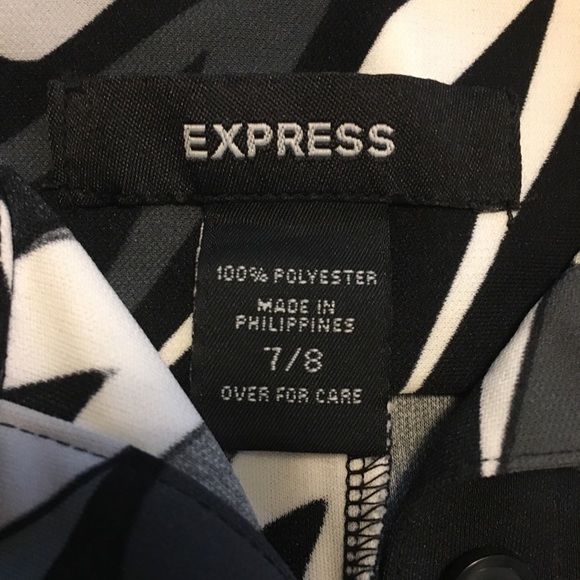 EXPRESS
100% POLYESTER
MADE IN
PHILIPPINES
7/8
OVER FOR CARE